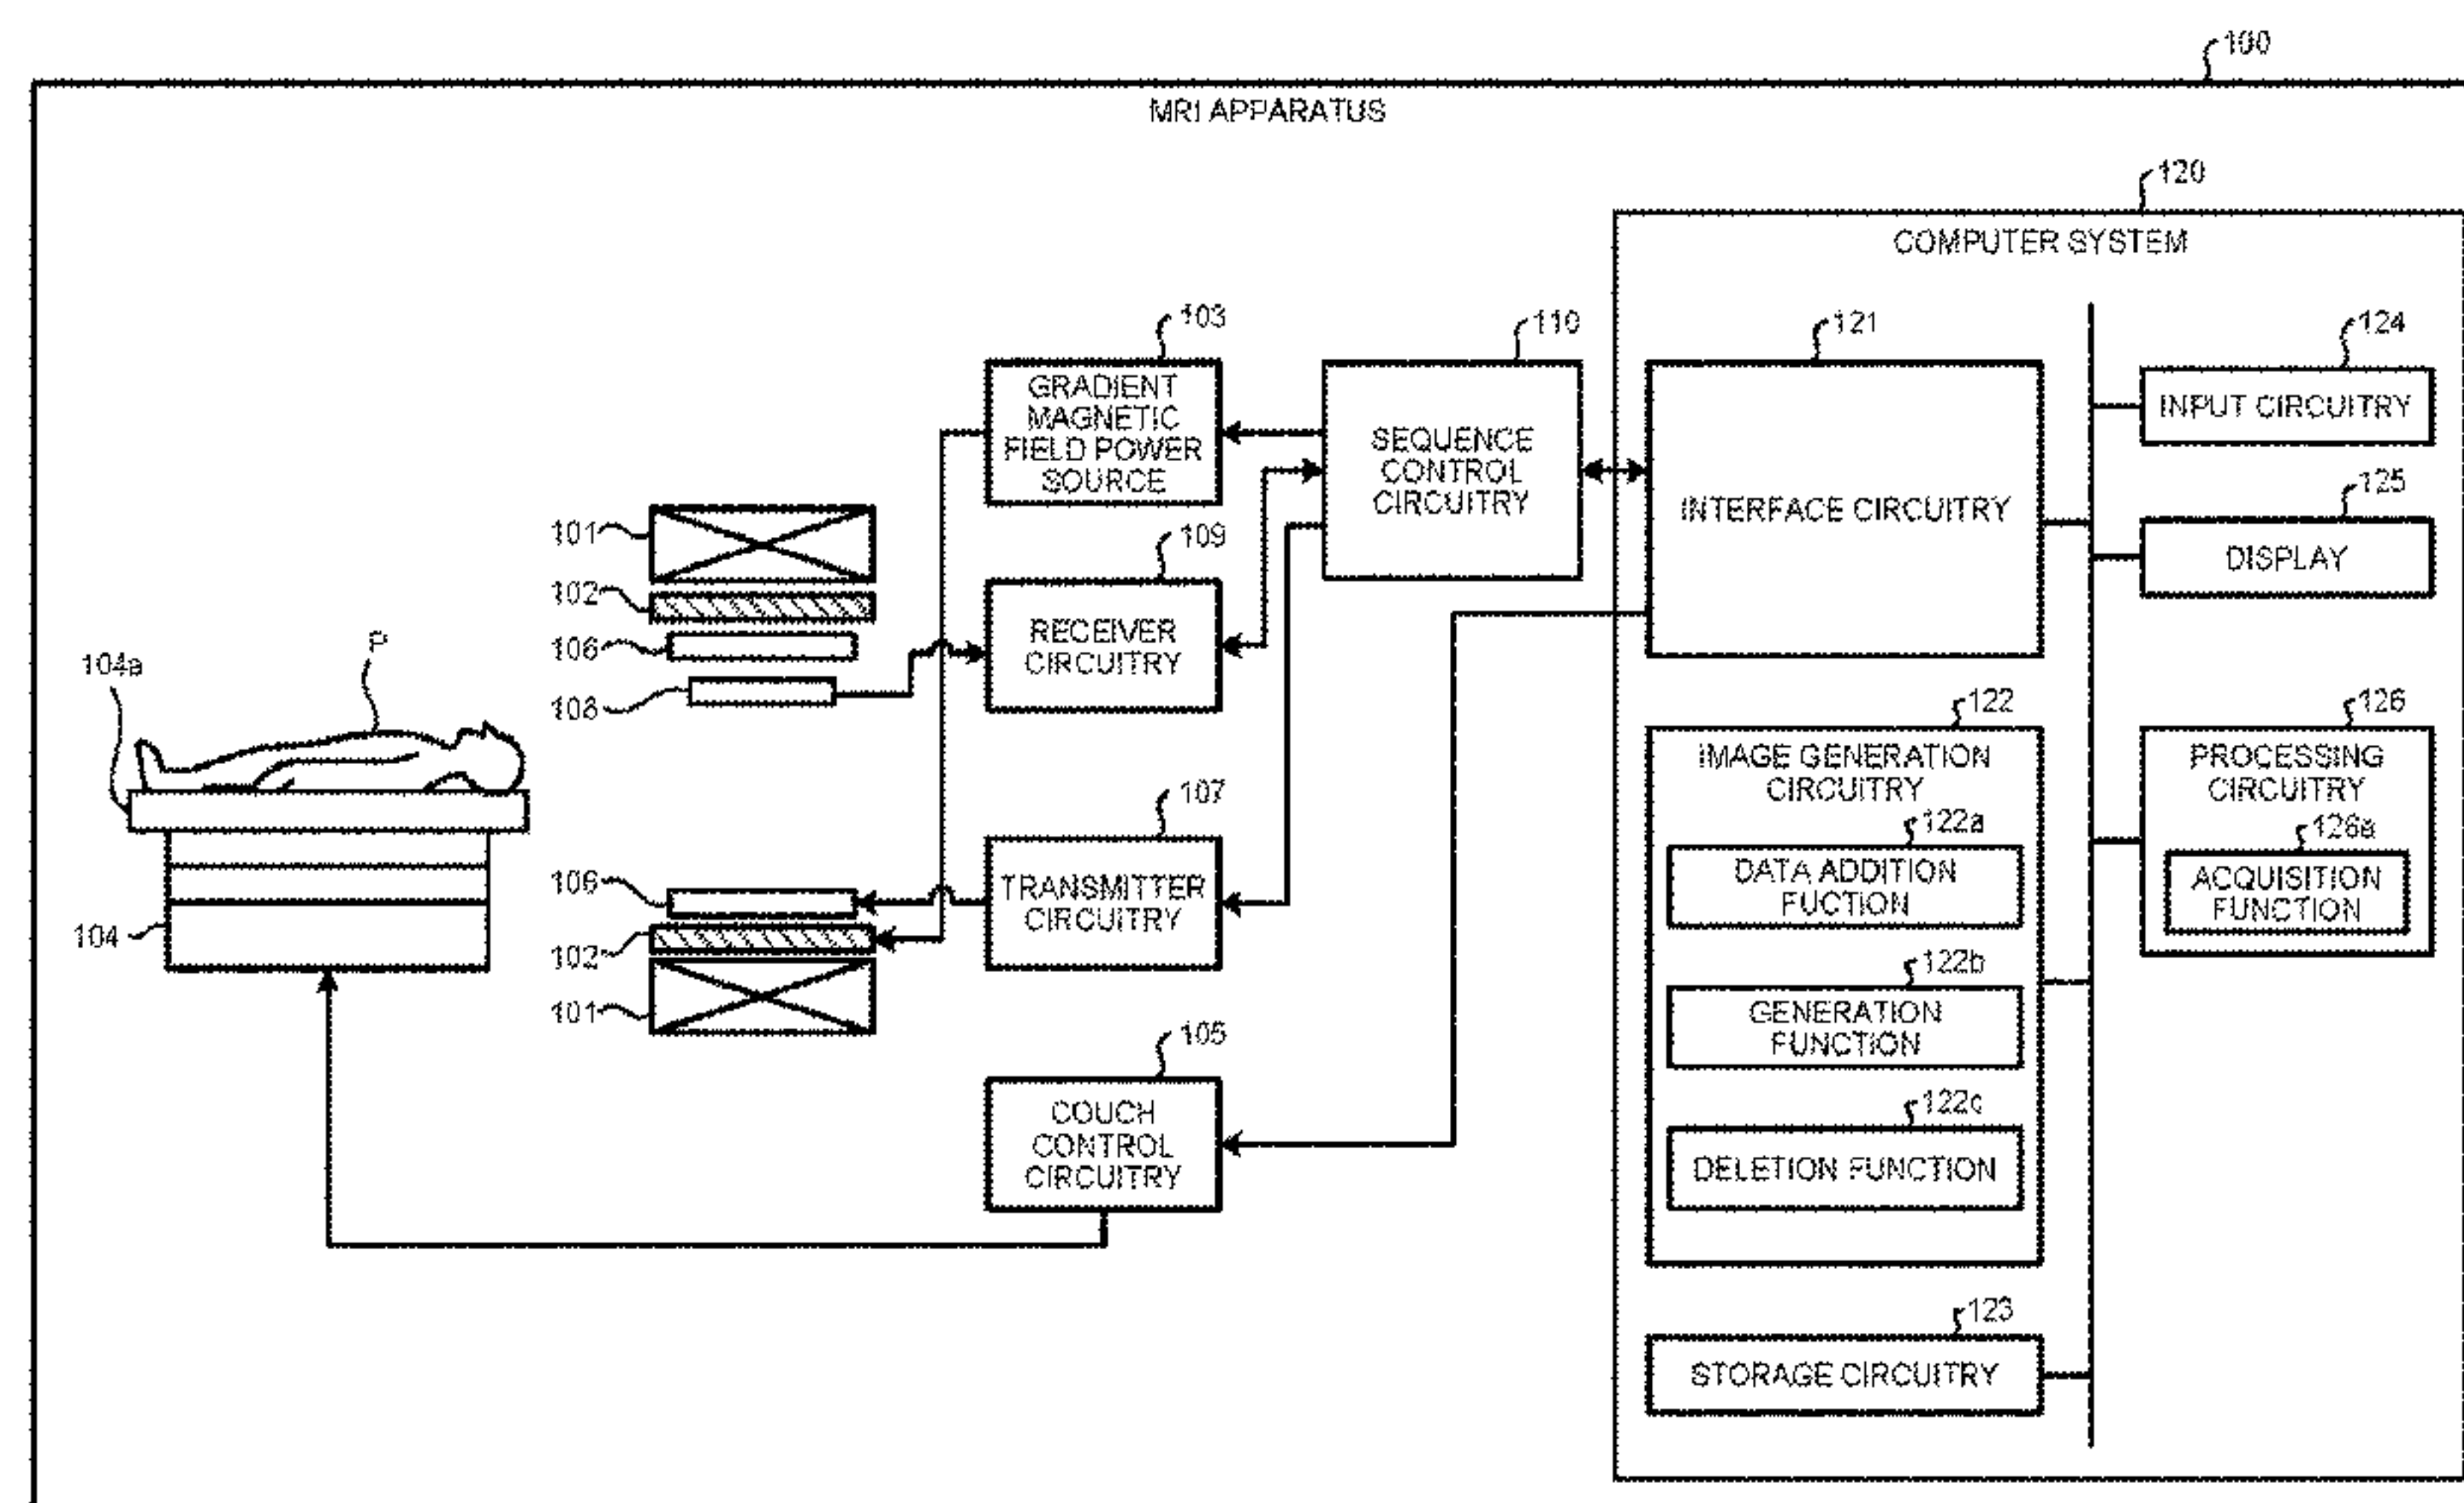 100
MRI APPARATUS
120
COMPUTER SYSTEM
103
GRADIENT
MAGNETIC
FIELD POWER
SOURCE
110
SEQUENCE
CONTROL
CIRCUITRY
121
INTERFACE CIRCUITRY
124
INPUT CIRCUITRY
125
DISPLAY
101
102
106
108
109
RECEIVER
CIRCUITRY
104a
P
104
106
102
101
107
TRANSMITTER
CIRCUITRY
105
COUCH
CONTROL
CIRCUITRY
122
IMAGE GENERATION
CIRCUITRY
122a
DATA ADDITION
FUCTION
122b
GENERATION
FUNCTION
122c
DELETION FUNCTION
126
PROCESSING
CIRCUITRY
126a
ACQUISITION
FUNCTION
123
STORAGE CIRCUITRY